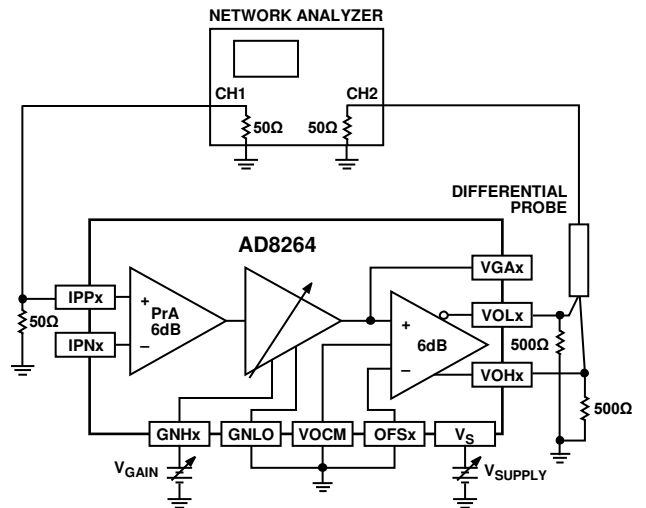 NETWORK ANALYZER
CH1
CH2
50Ω
50Ω
DIFFERENTIAL
PROBE
AD8264
VGAx
IPPx
+
PrA
6dB
−
IPNx
50Ω
+
6dB
−
VOLx
500Ω
VOHx
500Ω
GNHx
GNLO
VOCM
OFSx
VS
VGAIN
VSUPPLY